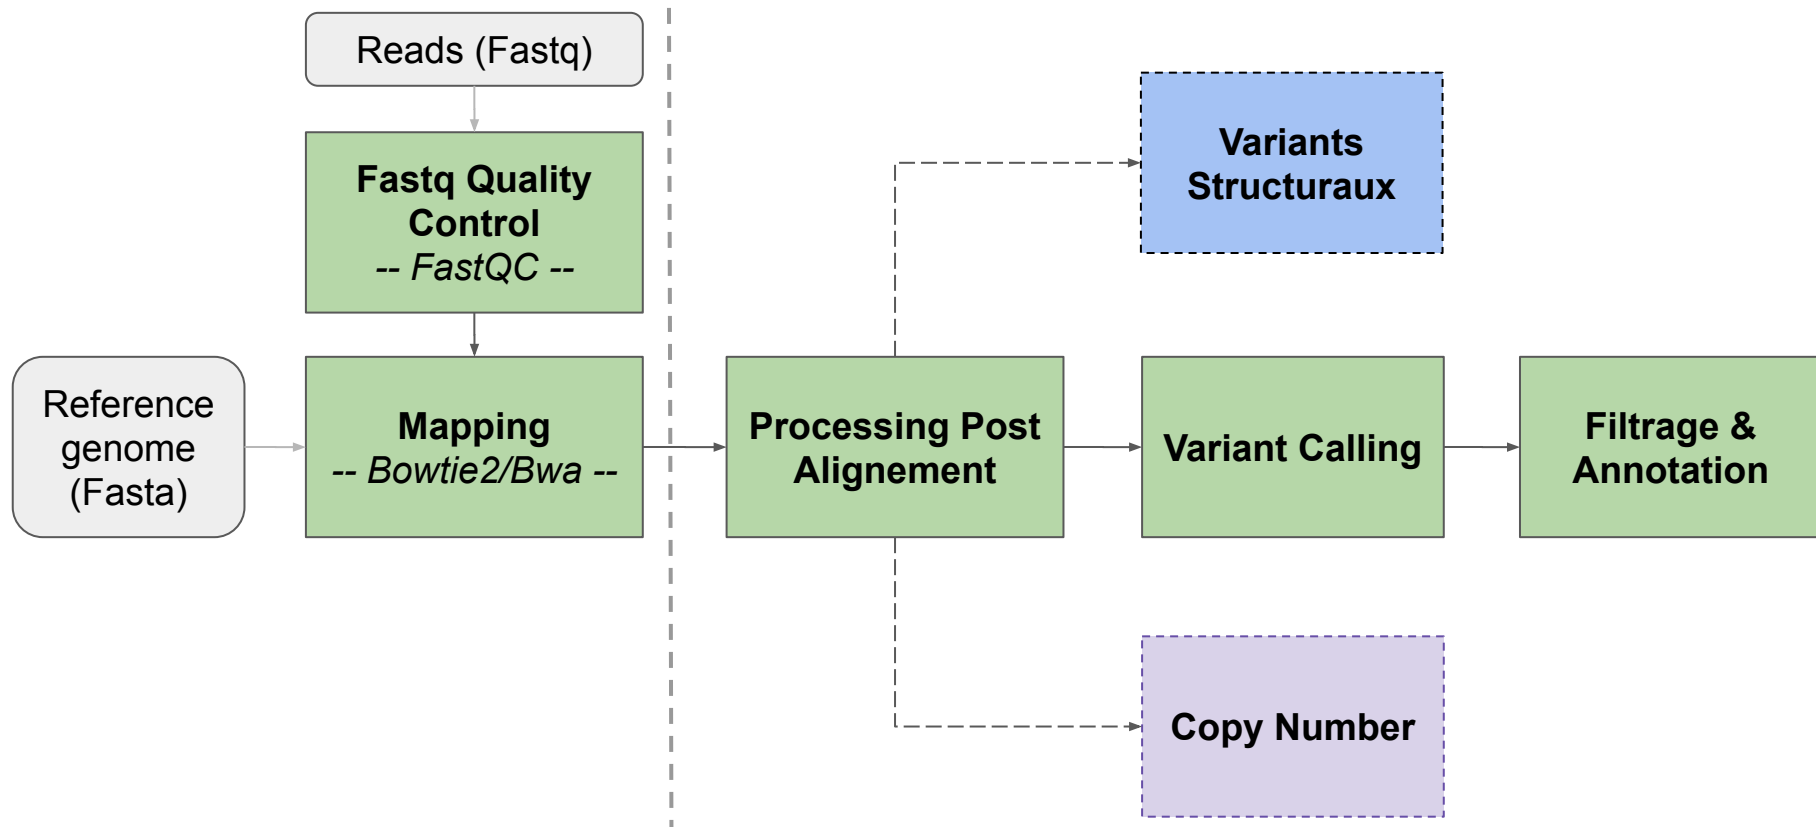 Reads (Fastq)
Fastq Quality
Control
-- FastQC --
Reference
genome
(Fasta)
Mapping
-- Bowtie2/Bwa --
Processing Post
Alignement
Variants
Structuraux
Variant Calling
Filtrage &
Annotation
Copy Number